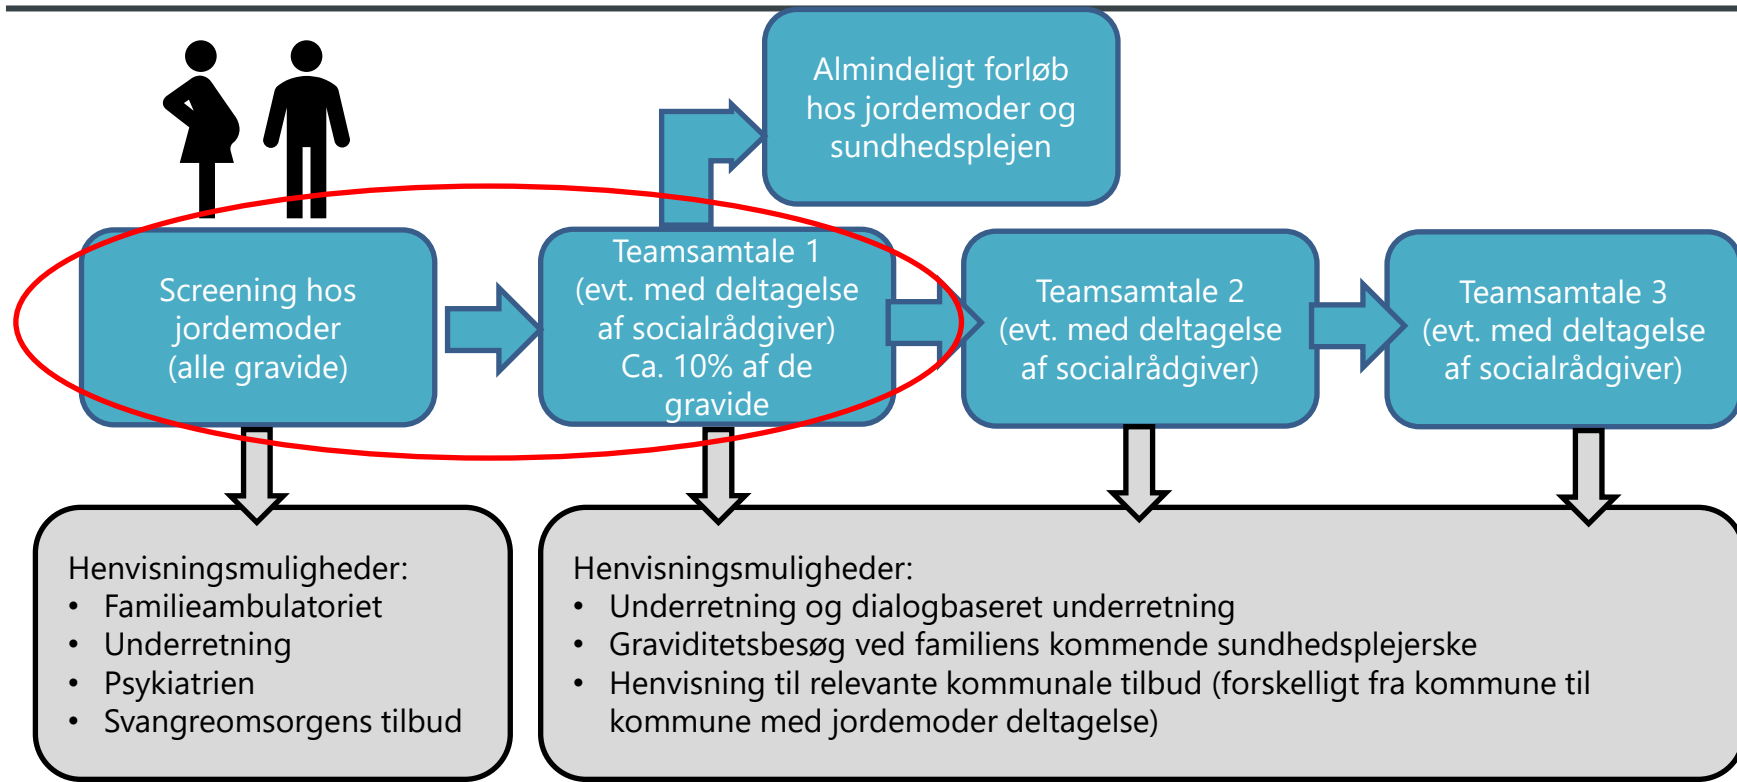 Almindeligt forløb
hos jordemoder og
sundhedsplejen
Screening hos
jordemoder
(alle gravide)
Teamsamtale 1
(evt. med deltagelse
af socialrådgiver)
Ca. 10% af de
gravide
Teamsamtale 2
(evt. med deltagelse
af socialrådgiver)
Teamsamtale 3
(evt. med deltagelse
af socialrådgiver)
Henvisningsmuligheder:
• Familieambulatoriet
• Underretning
• Psykiatrien
• Svangreomsorgens tilbud
Henvisningsmuligheder:
• Underretning og dialogbaseret underretning
• Graviditetsbesøg ved familiens kommende sundhedsplejerske
• Henvisning til relevante kommunale tilbud (forskelligt fra kommune til
kommune med jordemoder deltagelse)